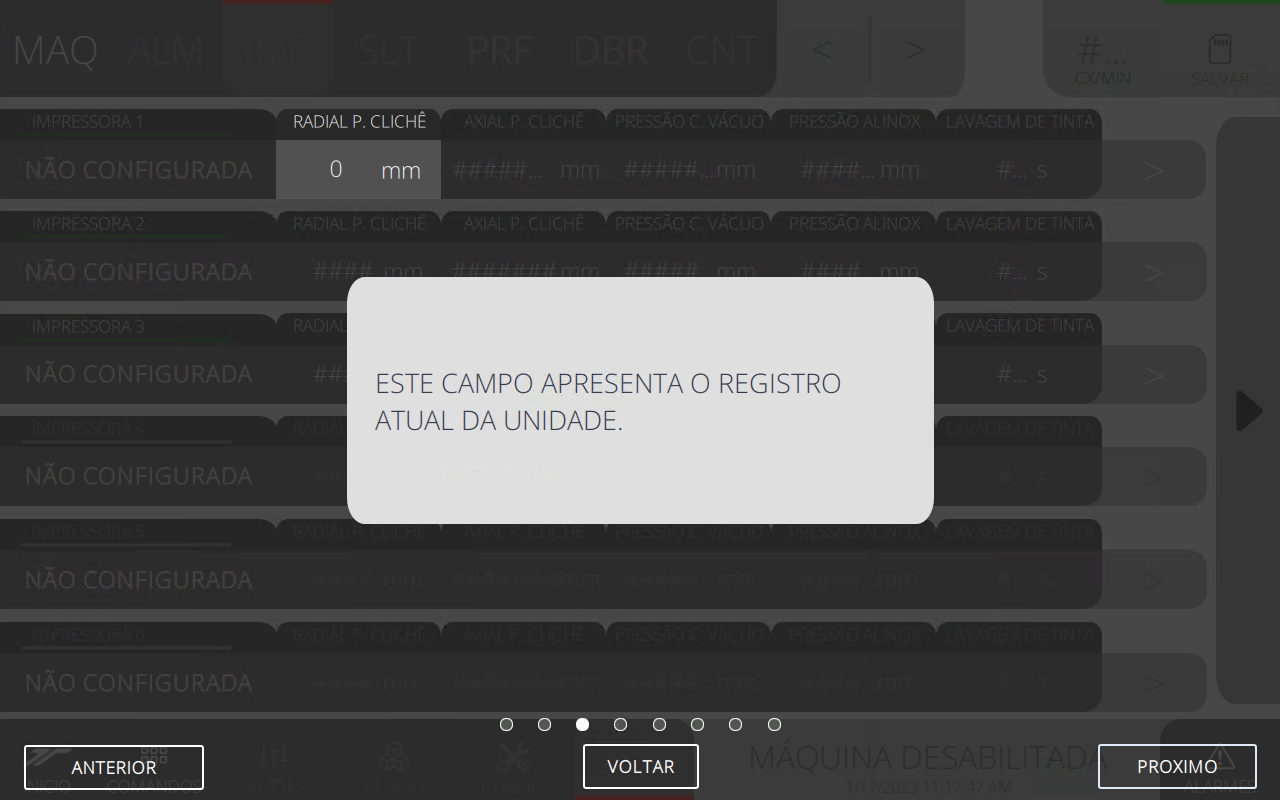 MAQ ALM IMP SLT PRF DBR CNT < > #... CX/MIN SALVAR
IMPRESSORA 1 RADIAL P. CLICHÊ AXIAL P. CLICHÊ PRESSÃO C. VÁCUO PRESSÃO ALINOX LAVAGEM DE TINTA
NÃO CONFIGURADA 0 mm #####... mm #####... mm ####... mm #... s >
IMPRESSORA 2 RADIAL P. CLICHÊ AXIAL P. CLICHÊ PRESSÃO C. VÁCUO PRESSÃO ALINOX LAVAGEM DE TINTA
NÃO CONFIGURADA #### mm ####### mm #####... mm ####... mm #... s >
IMPRESSORA 3 RADIAL LAVAGEM DE TINTA
NÃO CONFIGURADA ### #... s >
ESTE CAMPO APRESENTA O REGISTRO
ATUAL DA UNIDADE.
IMPRESSORA 4 RADIAL LAVAGEM DE TINTA
NÃO CONFIGURADA ### #... s >
IMPRESSORA 5 RADIAL P. CLICHÊ AXIAL P. CLICHÊ PRESSÃO C. VÁCUO PRESSÃO ALINOX LAVAGEM DE TINTA
NÃO CONFIGURADA #### mm ####### mm #####... mm ####... mm #... s >
IMPRESSORA 6 RADIAL P. CLICHÊ AXIAL P. CLICHÊ PRESSÃO C. VÁCUO PRESSÃO ALINOX LAVAGEM DE TINTA
NÃO CONFIGURADA #### mm ####### mm #####... mm ####... mm #... s >
ANTERIOR VOLTAR MÁQUINA DESABILITADA PROXIMO
INICIO COMANDOS AJUSTES PEDIDO CONFIG 1/17/2023 11:17:47 AM ALARMES